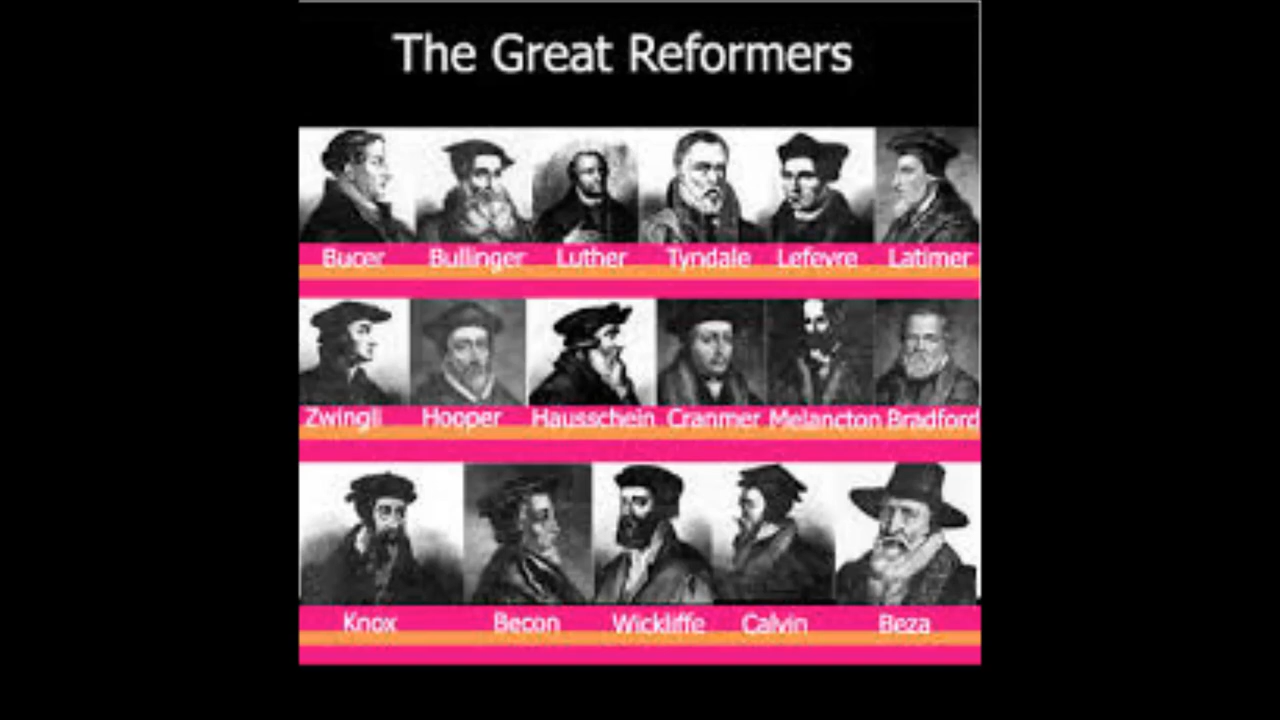 The Great Reformers
Bucer Bullinger Luther Tyndale Lefevre Latimer
Zwingli Hooper Hausschein Cranmer Melancton Bradford
Knox Becon Wickliffe Calvin Beza